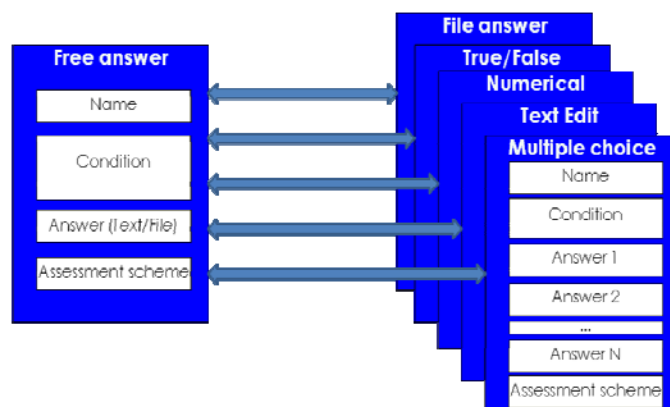 File answer
Free answer
True/False
Name
Numerical
Text Edit
Condition
Multiple choice
Name
Answer (Text/File)
Condition
Assessment scheme
Answer 1
Answer 2
...
Answer N
Assessment scheme